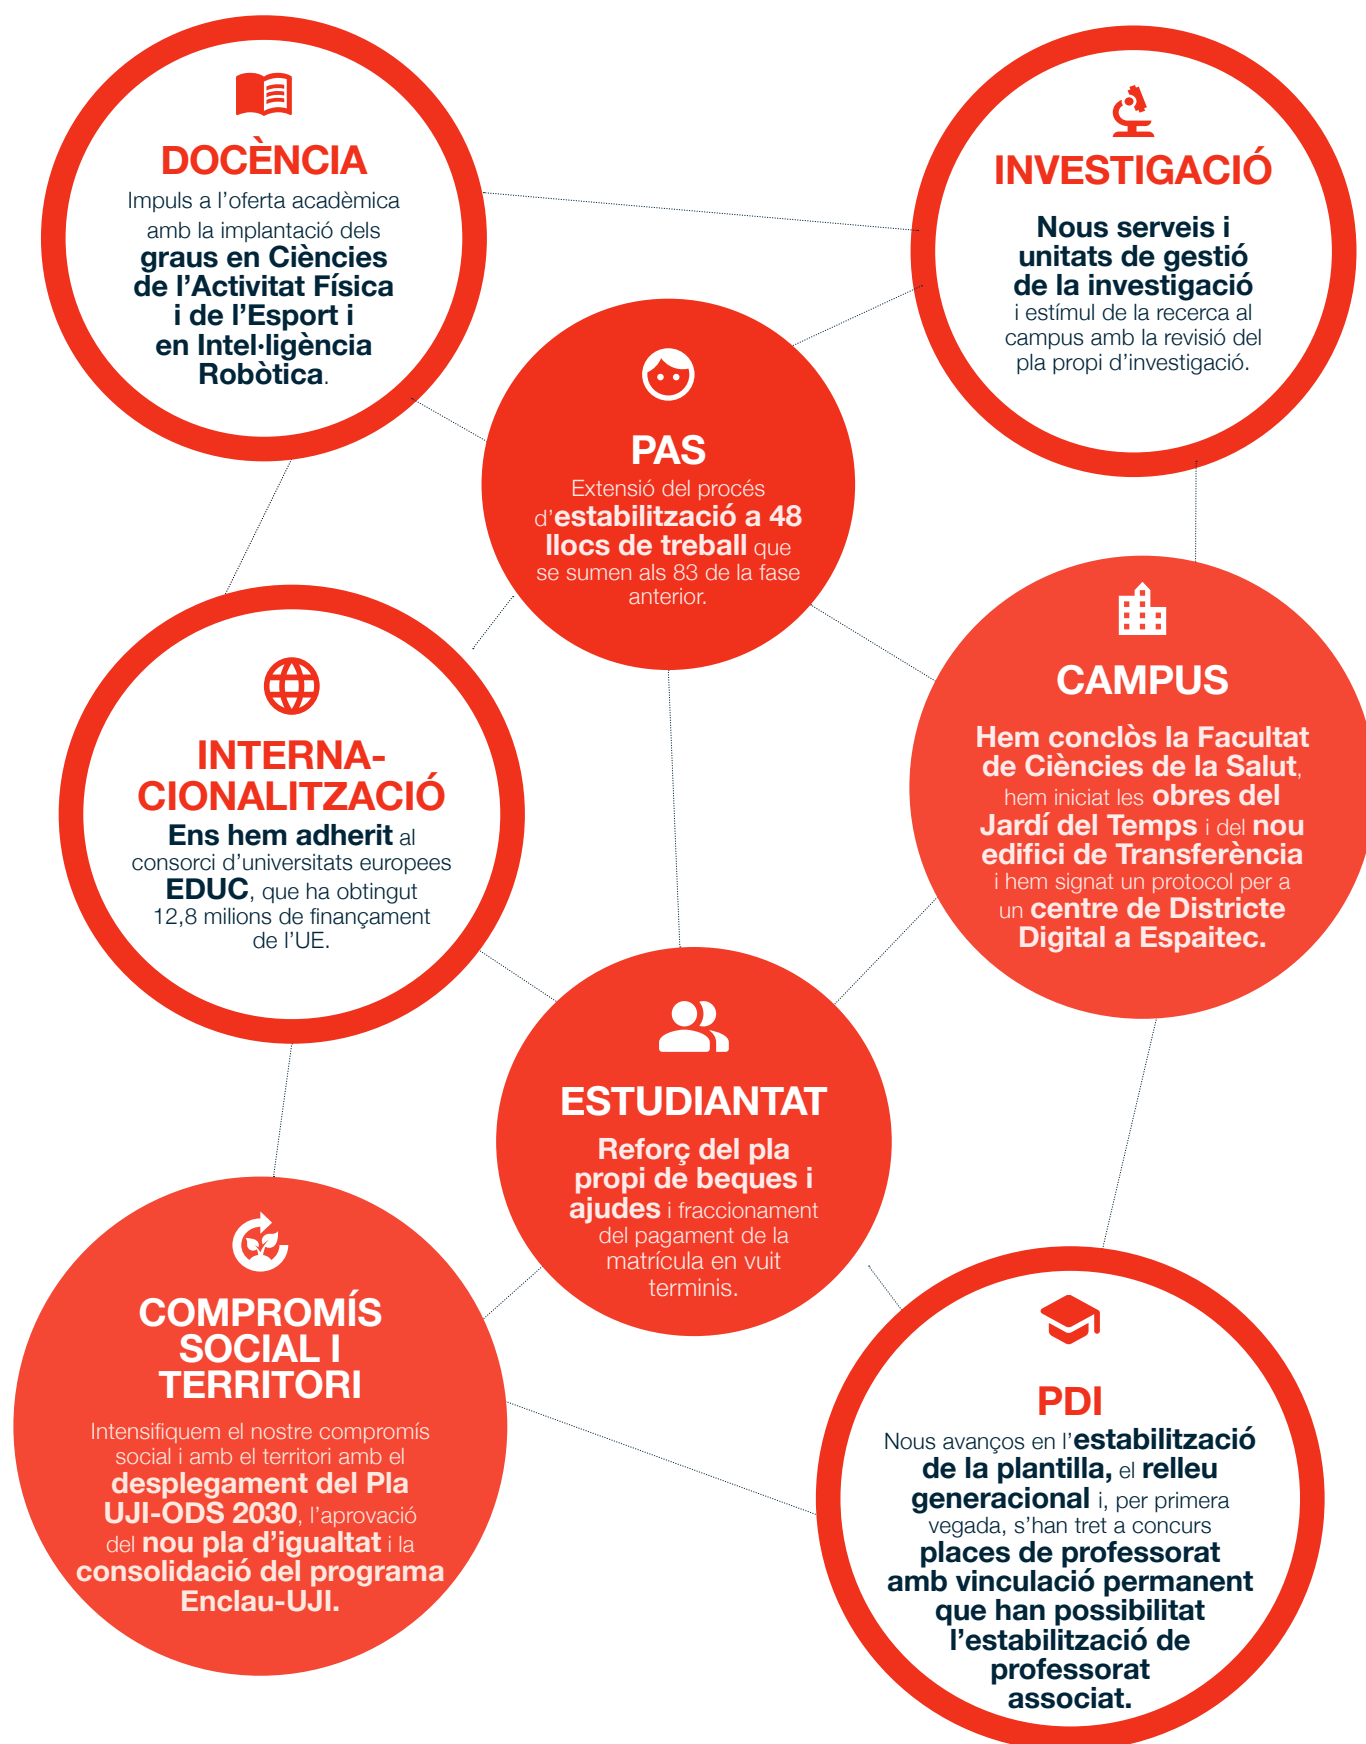 DOCÈNCIA
Impuls a l’oferta acadèmica
amb la implantació dels
graus en Ciències
de l’Activitat Física
i de l’Esport i
en Intel·ligència
Robòtica.
INVESTIGACIÓ
Nous serveis i
unitats de gestió
de la investigació
i estímul de la recerca al
campus amb la revisió del
pla propi d’investigació.
PAS
Extensió del procés
d’estabilització a 48
llocs de treball que
se sumen als 83 de la fase
anterior.
CAMPUS
Hem conclòs la Facultat
de Ciències de la Salut,
hem iniciat les obres del
Jardí del Temps i del nou
edifici de Transferència
i hem signat un protocol per a
un centre de Districte
Digital a Espaitec.
INTERNA-
CIONALITZACIÓ
Ens hem adherit al
consorci d’universitats europees
EDUC, que ha obtingut
12,8 milions de finançament
de l’UE.
ESTUDIANTAT
Reforç del pla
propi de beques i
ajudes i fraccionament
del pagament de la
matrícula en vuit
terminis.
COMPROMÍS
SOCIAL I
TERRITORI
Intensifiquem el nostre compromís
social i amb el territori amb el
desplegament del Pla
UJI-ODS 2030, l’aprovació
del nou pla d’igualtat i la
consolidació del programa
Enclau-UJI.
PDI
Nous avanços en l’estabilització
de la plantilla, el relleu
generacional i, per primera
vegada, s’han tret a concurs
places de professorat
amb vinculació permanent
que han possibilitat
l’estabilització de
professorat
associat.